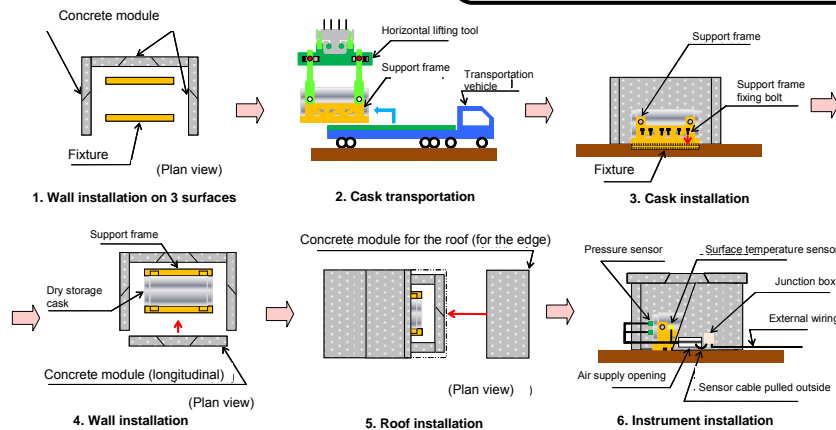 Concrete module
Fixture
(Plan view)
1. Wall installation on 3 surfaces
Horizontal lifting tool
Support frame
Transportation
vehicle
2. Cask transportation
Support frame
Support frame
fixing bolt
Fixture
3. Cask installation
Support frame
Dry storage
cask
Concrete module (longitudinal)
(Plan view)
4. Wall installation
Concrete module for the roof (for the edge)
(Plan view)
5. Roof installation
Pressure sensor
Surface temperature sensor
Junction box
External wiring
Air supply opening
Sensor cable pulled outside
6. Instrument installation